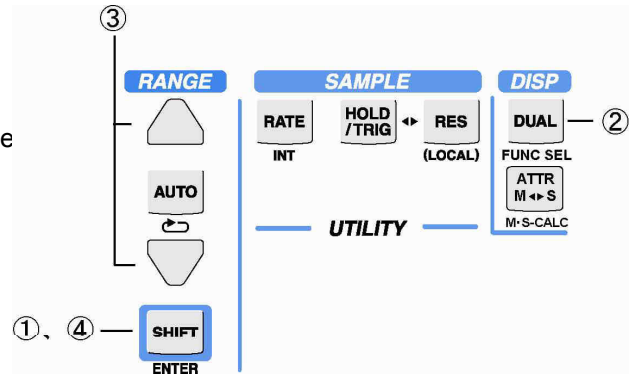 ③
RANGE SAMPLE DISP
RATE HOLD /TRIG ◂▸ RES DUAL ②
e
INT (LOCAL) FUNC SEL
AUTO ATTR M◂▸S
UTILITY M·S-CALC
①、④ SHIFT
ENTER